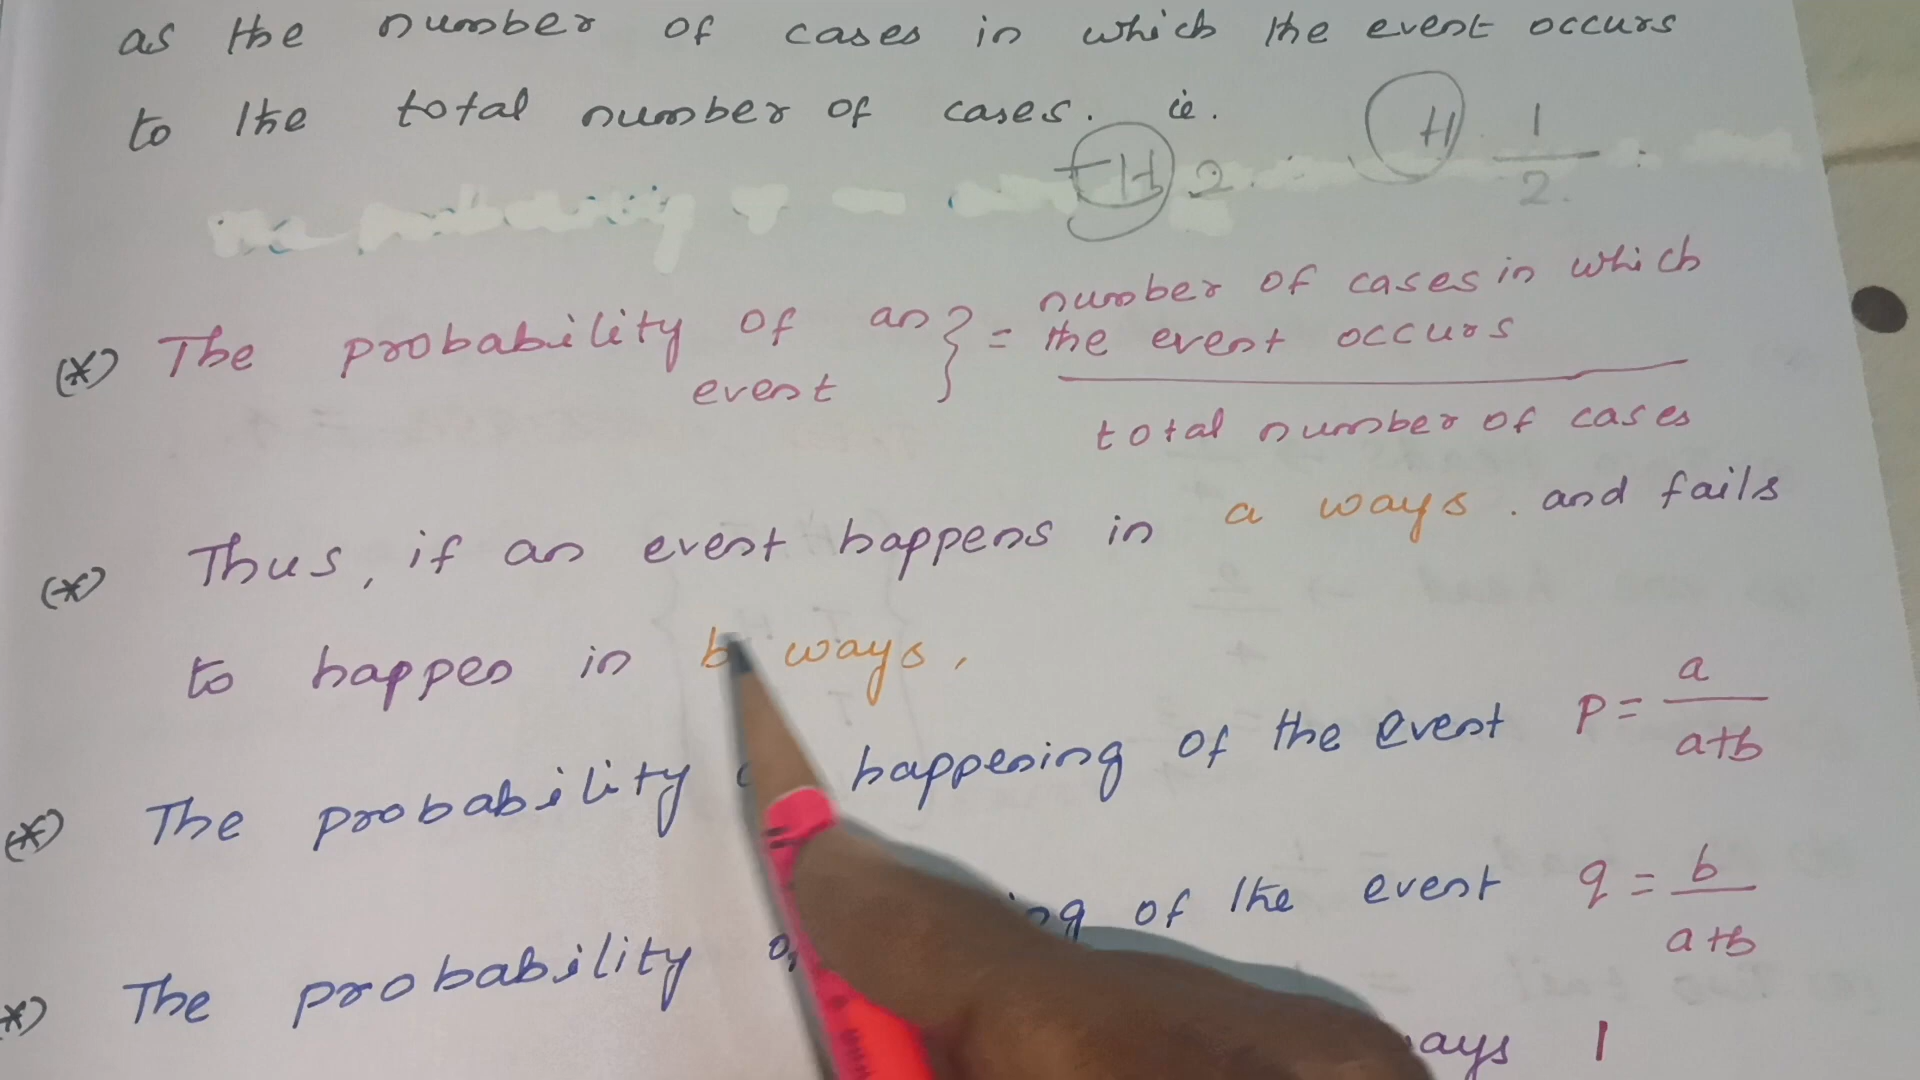 as the number of cases in which the event occurs
to the total number of cases. ie.
TH 2. H 1/2.
(*) The probability of an event } = number of cases in which the event occurs / total number of cases
(*) Thus, if an event happens in a ways. and fails
to happen in b ways,
(*) The probability happening of the event P = a/a+b
(*) The probability of the event q = b/a+b
ays 1